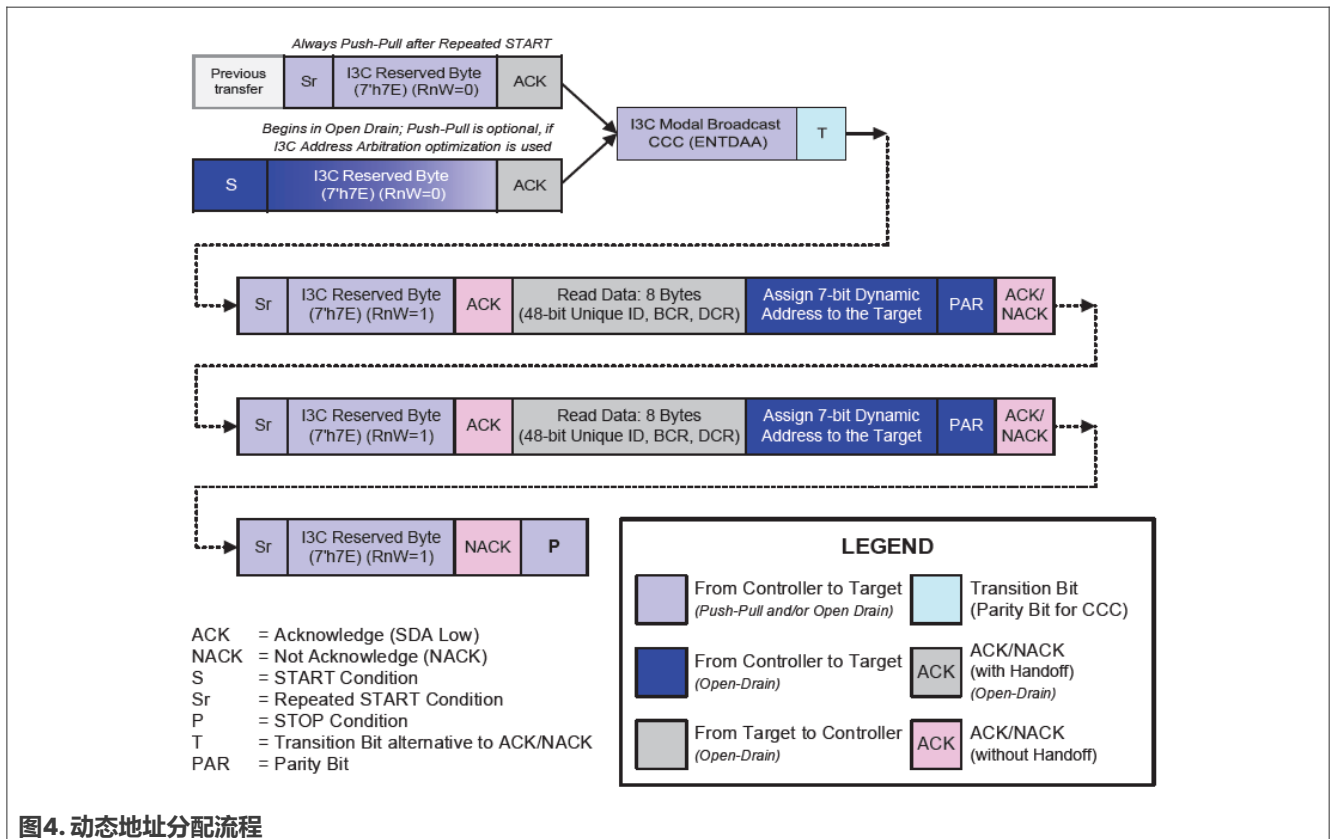 Always Push-Pull after Repeated START
Previous transfer
Sr
I3C Reserved Byte
(7'h7E) (RnW=0)
ACK
Begins in Open Drain; Push-Pull is optional, if
I3C Address Arbitration optimization is used
S
I3C Reserved Byte
(7'h7E) (RnW=0)
ACK
I3C Modal Broadcast
CCC (ENTDAA)
T
Sr
I3C Reserved Byte
(7'h7E) (RnW=1)
ACK
Read Data: 8 Bytes
(48-bit Unique ID, BCR, DCR)
Assign 7-bit Dynamic
Address to the Target
PAR
ACK/
NACK
Sr
I3C Reserved Byte
(7'h7E) (RnW=1)
ACK
Read Data: 8 Bytes
(48-bit Unique ID, BCR, DCR)
Assign 7-bit Dynamic
Address to the Target
PAR
ACK/
NACK
Sr
I3C Reserved Byte
(7'h7E) (RnW=1)
NACK
P
ACK = Acknowledge (SDA Low)
NACK = Not Acknowledge (NACK)
S = START Condition
Sr = Repeated START Condition
P = STOP Condition
T = Transition Bit alternative to ACK/NACK
PAR = Parity Bit
LEGEND
From Controller to Target
(Push-Pull and/or Open Drain)
Transition Bit
(Parity Bit for CCC)
From Controller to Target
(Open-Drain)
ACK
ACK/NACK
(with Handoff)
(Open-Drain)
From Target to Controller
(Open-Drain)
ACK
ACK/NACK
(without Handoff)
图4. 动态地址分配流程